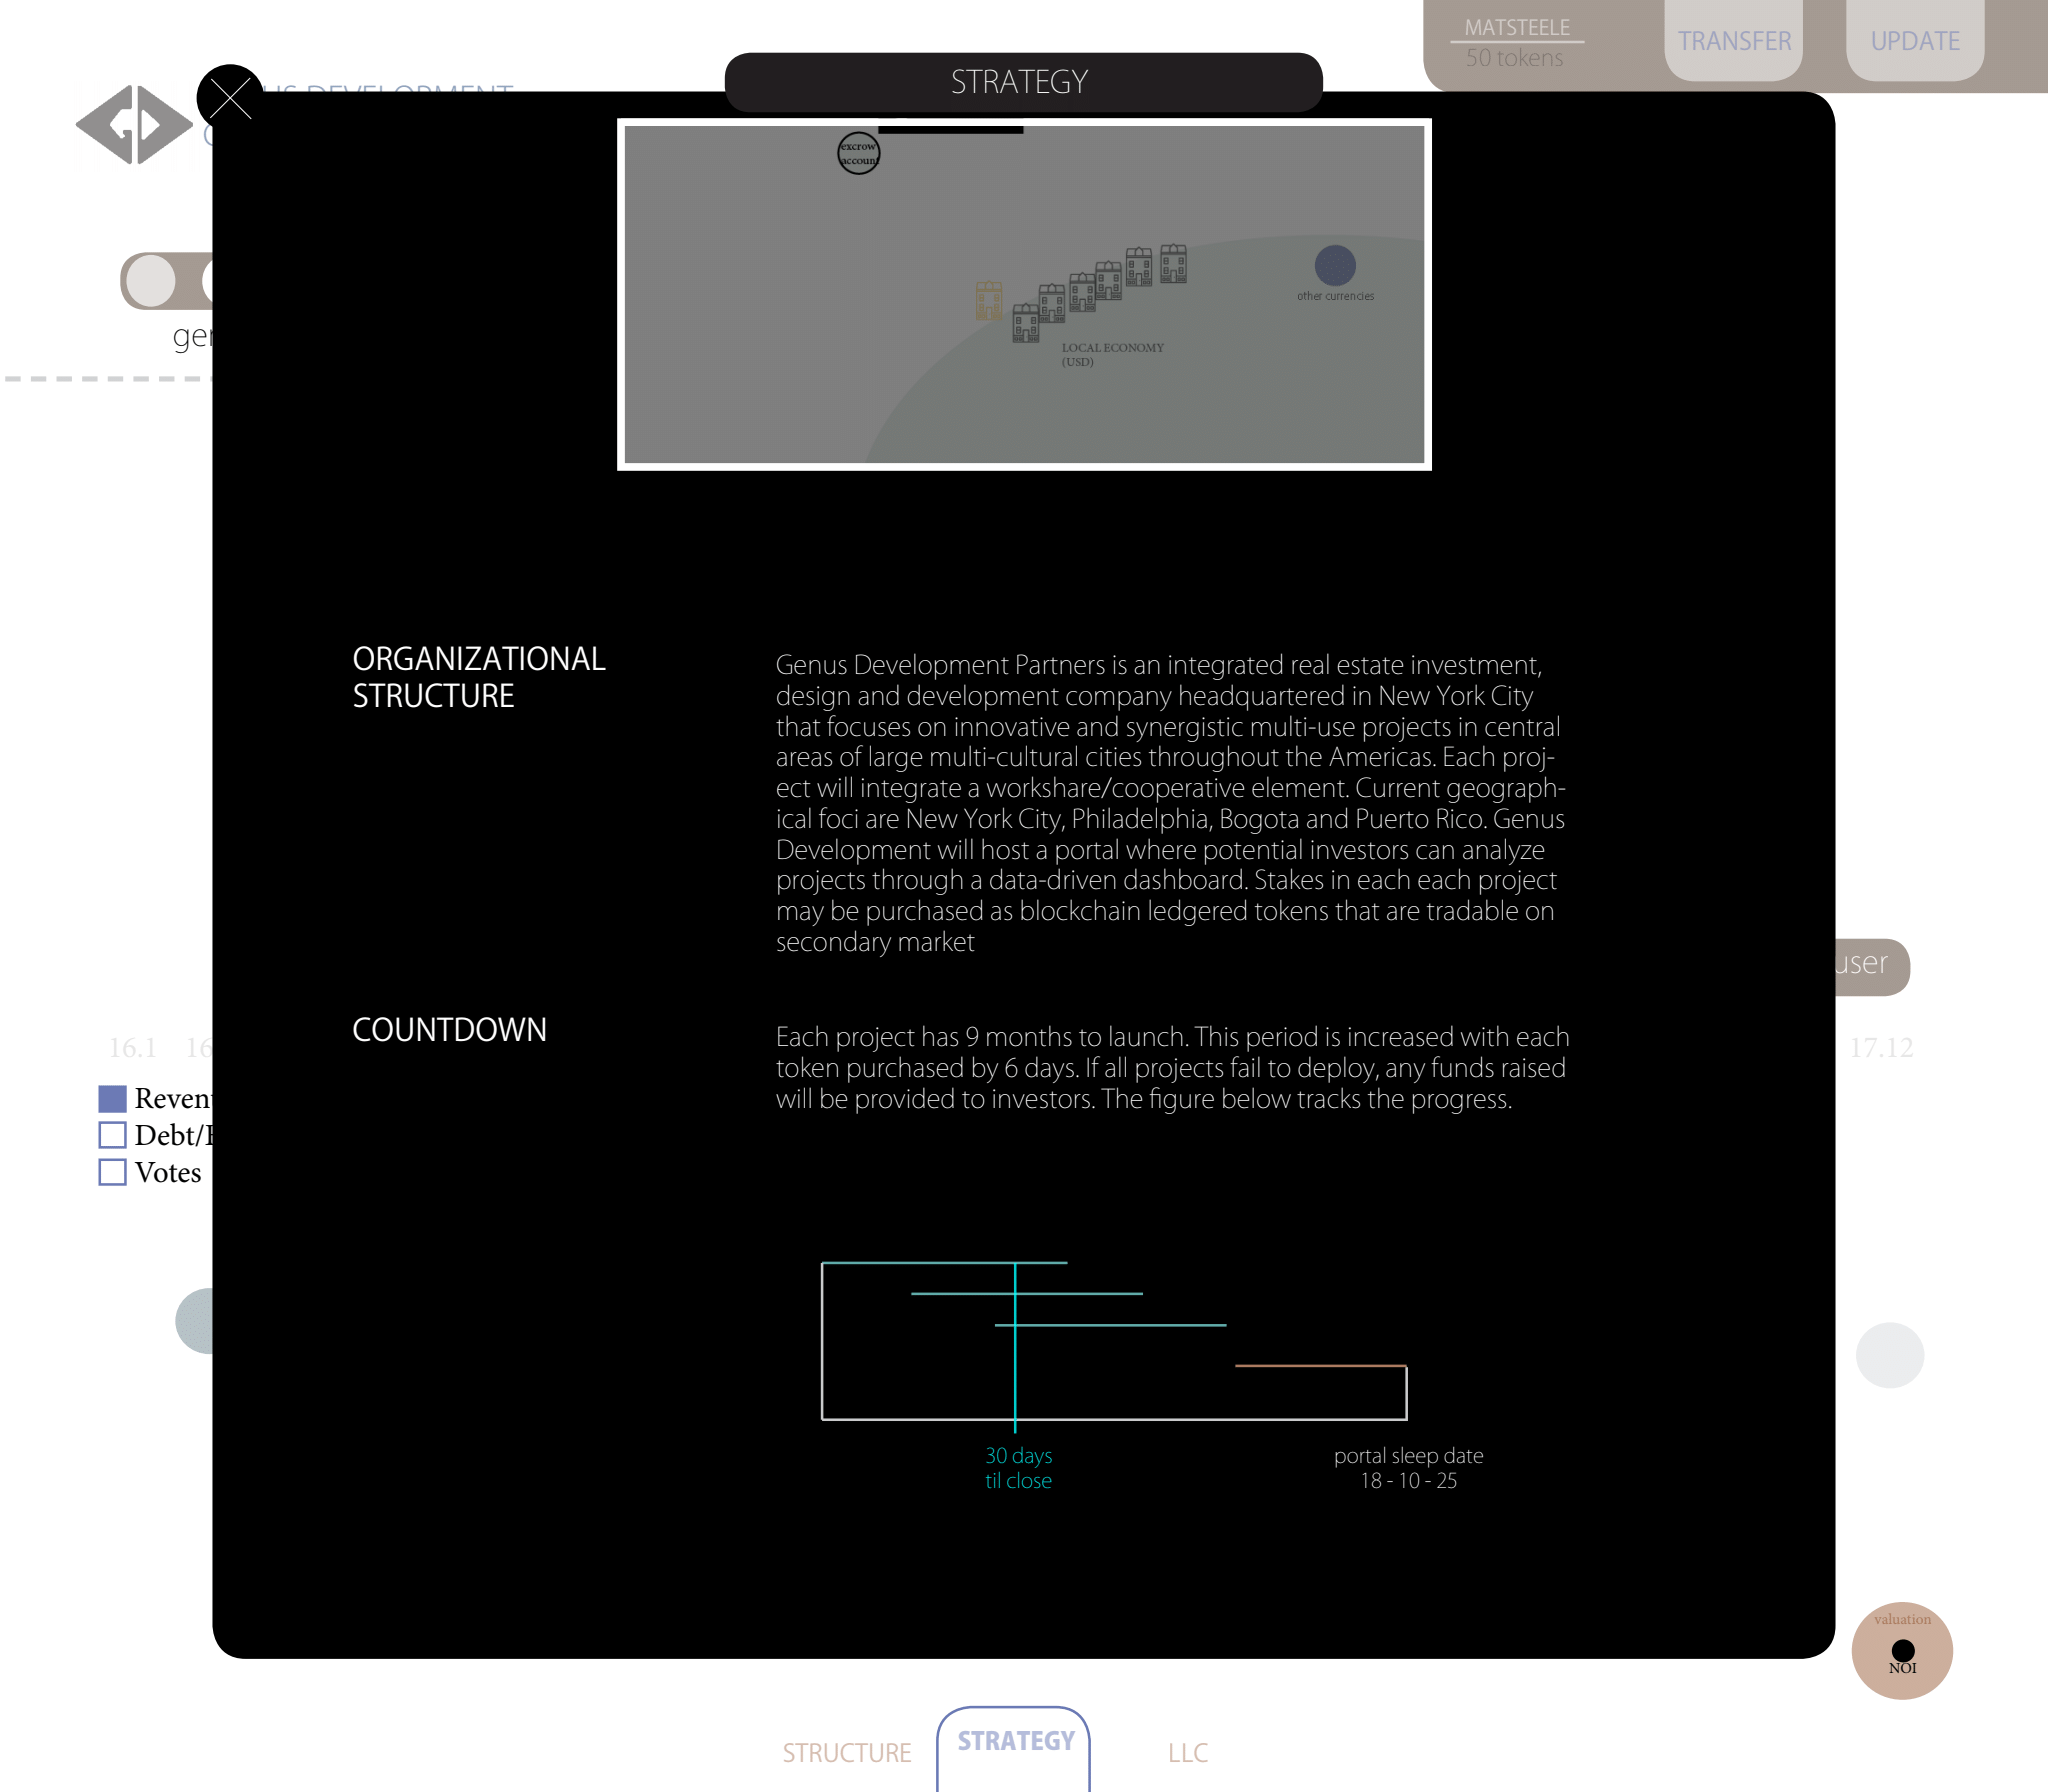 MATSTEELE
50 tokens
TRANSFER
UPDATE
STRATEGY
excrow
account
other currencies
LOCAL ECONOMY
(USD)
ORGANIZATIONAL
STRUCTURE
Genus Development Partners is an integrated real estate investment,
design and development company headquartered in New York City
that focuses on innovative and synergistic multi-use projects in central
areas of large multi-cultural cities throughout the Americas. Each proj-
ect will integrate a workshare/cooperative element. Current geograph-
ical foci are New York City, Philadelphia, Bogota and Puerto Rico. Genus
Development will host a portal where potential investors can analyze
projects through a data-driven dashboard. Stakes in each each project
may be purchased as blockchain ledgered tokens that are tradable on
secondary market
user
COUNTDOWN
Each project has 9 months to launch. This period is increased with each
token purchased by 6 days. If all projects fail to deploy, any funds raised
will be provided to investors. The figure below tracks the progress.
16.1
17.12
Votes
30 days
til close
portal sleep date
18 - 10 - 25
valuation
NOI
STRUCTURE
STRATEGY
LLC